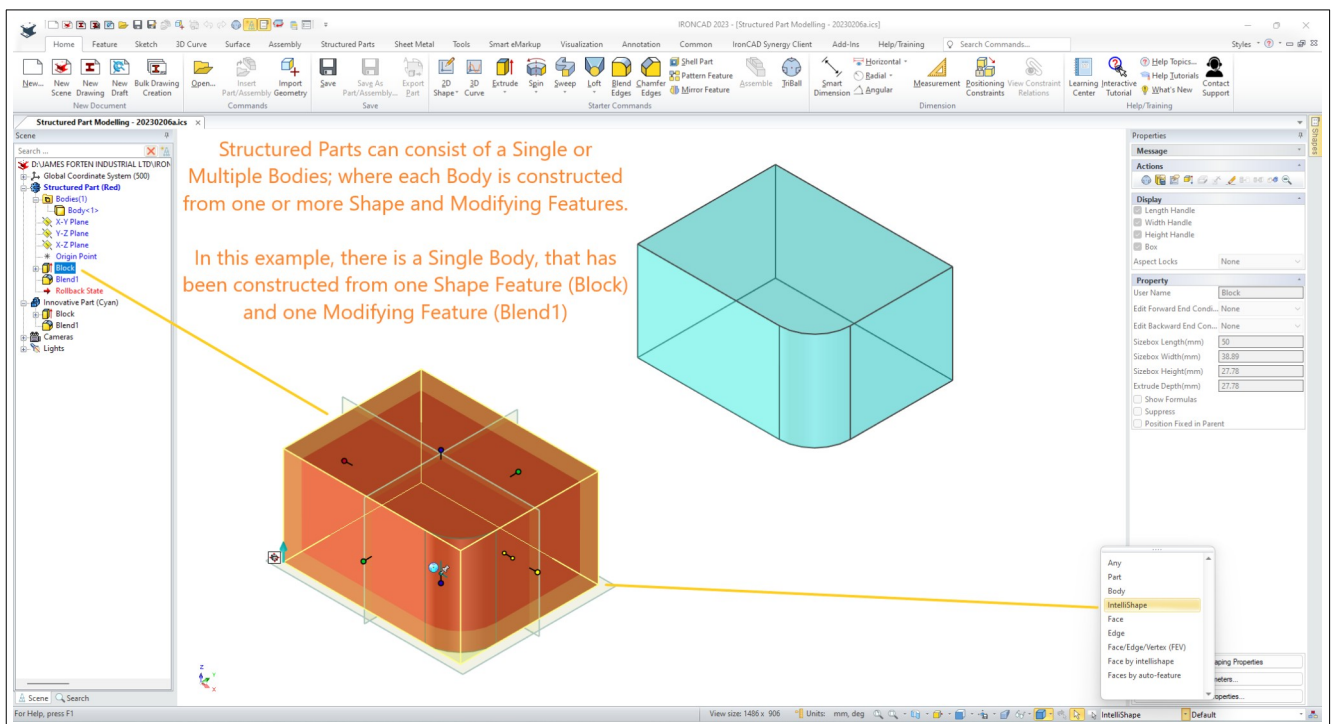 IRONCAD 2023 - [Structured Part Modelling - 20230206a.ics]
Home Feature Sketch 3D Curve Surface Assembly Structured Parts Sheet Metal Tools Smart eMarkup Visualization Annotation Common IronCAD Synergy Client Add-Ins Help/Training Search Commands... Styles
New... New Scene New Drawing New Draft Bulk Drawing Creation
New Document
Open... Insert Part/Assembly Import Geometry
Commands
Save Save As Part/Assembly... Export Part
Save
2D Shape 3D Curve Extrude Spin Sweep Loft Blend Edges Chamfer Edges
Shell Part
Pattern Feature
Mirror Feature
Assemble TriBall
Starter Commands
Smart Dimension
Horizontal
Radial
Angular
Measurement Positioning Constraints View Constraint Relations
Dimension
Learning Center Interactive Tutorial
Help Topics...
Help Tutorials
What's New
Contact Support
Help/Training
Structured Part Modelling - 20230206a.ics
Scene
Search ...
D:\JAMES FORTEN INDUSTRIAL LTD\IRON
Global Coordinate System (500)
Structured Part (Red)
Bodies(1)
Body<1>
X-Y Plane
Y-Z Plane
X-Z Plane
Origin Point
Block
Blend1
Rollback State
Innovative Part (Cyan)
Block
Blend1
Cameras
Lights
Structured Parts can consist of a Single or
Multiple Bodies; where each Body is constructed
from one or more Shape and Modifying Features.
In this example, there is a Single Body, that has
been constructed from one Shape Feature (Block)
and one Modifying Feature (Blend1)
Z
Y
X
Properties
Shapes
Message
Actions
Display
Length Handle
Width Handle
Height Handle
Box
Aspect Locks None
Property
User Name Block
Edit Forward End Condi... None
Edit Backward End Con... None
Sizebox Length(mm) 50
Sizebox Width(mm) 38.89
Sizebox Height(mm) 27.78
Extrude Depth(mm) 27.78
Show Formulas
Suppress
Position Fixed in Parent
Any
Part
Body
IntelliShape
Face
Edge
Face/Edge/Vertex (FEV)
Face by intellishape
Faces by auto-feature
aping Properties
meters...
operties...
Scene Search
For Help, press F1
View size: 1486 x 906 Units: mm, deg IntelliShape Default